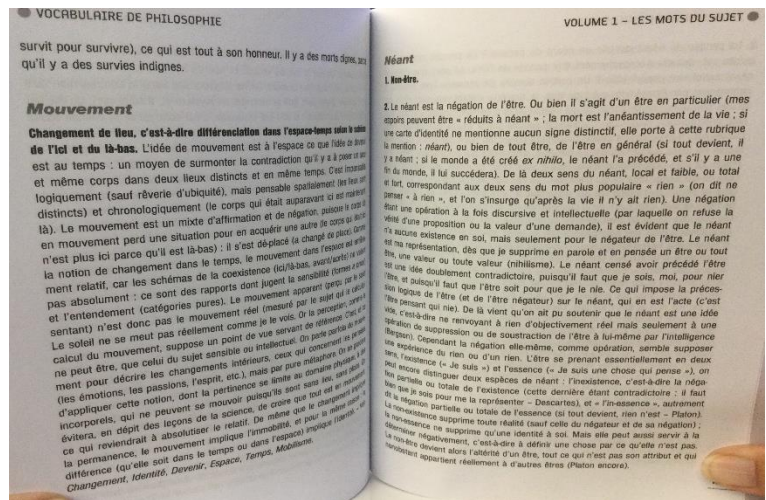 VOCABULAIRE DE PHILOSOPHIE
survit pour survivre), ce qui est tout à son honneur. Il y a des morts dignes,
qu'il y a des survies indignes.
Mouvement
Changement de lieu, c'est-à-dire différenciation dans l'espace-temps selon le
de l'ici et du là-bas. L'idée de mouvement est à l'espace ce que l'idée de
est au temps : un moyen de surmonter la contradiction qu'il y a à poser un
et même corps dans deux lieux distincts et en même temps. C'est impensable
logiquement (sauf rêverie d'ubiquité), mais pensable spatialement (les lieux sont
distincts) et chronologiquement (le corps qui était auparavant ici est maintenant
là). Le mouvement est un mixte d'affirmation et de négation, puisque le corps
en mouvement perd une situation pour en acquérir une autre (le corps qui
n'est plus ici parce qu'il est là-bas) : il s'est dé-placé (a changé de place).
la notion de changement dans le temps, le mouvement dans l'espace est
ment relatif, car les schémas de la coexistence (ici/là-bas, avant/après) ne
pas absolument : ce sont des rapports dont jugent la sensibilité (formes a priori)
et l'entendement (catégories pures). Le mouvement apparent (perçu par le
sentant) n'est donc pas le mouvement réel (mesuré par le sujet qui le calcule).
Le soleil ne se meut pas réellement comme je le vois. Or la perception, comme le
calcul du mouvement, suppose un point de vue servant de référence. C'est
ne peut être, que celui du sujet sensible ou intellectuel. On parle parfois de
ment pour décrire les changements intérieurs, ceux qui concernent les
(les émotions, les passions, l'esprit, etc.), mais par pure métaphore. On se
d'appliquer cette notion, dont la pertinence se limite au domaine physique, à des
incorporels, qui ne peuvent se mouvoir puisqu'ils sont sans lieu, sans
évitera, en dépit des leçons de la science, de croire que tout est en mouvement,
ce qui reviendrait à absolutiser le relatif. De même que le changement
la permanence, le mouvement implique l'immobilité, et pour la même raison : la
différence (qu'elle soit dans le temps ou dans l'espace) implique l'identité.
Changement, Identité, Devenir, Espace, Temps, Mobilisme.
VOLUME 1 – LES MOTS DU SUJET
Néant
1. Non-être.
2. Le néant est la négation de l'être. Ou bien il s'agit d'un être en particulier (mes
espoirs peuvent être « réduits à néant » ; la mort est l'anéantissement de la vie ; si
une carte d'identité ne mentionne aucun signe distinctif, elle porte à cette rubrique
la mention : néant), ou bien de tout être, de l'être en général (si tout devient, il
y a néant ; si le monde a été créé ex nihilo, le néant l'a précédé, et s'il y a une
fin du monde, il lui succédera). De là deux sens du néant, local et faible, ou total
et fort, correspondant aux deux sens du mot plus populaire « rien » (on dit ne
penser « à rien », et l'on s'insurge qu'après la vie il n'y ait rien). Une négation
étant une opération à la fois discursive et intellectuelle (par laquelle on refuse la
vérité d'une proposition ou la valeur d'une demande), il est évident que le néant
n'a aucune existence en soi, mais seulement pour le négateur de l'être. Le néant
est ma représentation, dès que je supprime en parole et en pensée un être ou tout
être, une valeur ou toute valeur (nihilisme). Le néant censé avoir précédé l'être
est une idée doublement contradictoire, puisqu'il faut que je sois, moi, pour nier
l'être, et puisqu'il faut que l'être soit pour que je le nie. Ce qui impose la préces-
sion logique de l'être (et de l'être négateur) sur le néant, qui en est l'acte (c'est
l'être pensant qui nie). De là vient qu'on ait pu soutenir que le néant est une idée
vide, c'est-à-dire ne renvoyant à rien d'objectivement réel mais seulement à une
opération de suppression ou de soustraction de l'être à lui-même par l'intelligence
(Bergson). Cependant la négation elle-même, comme opération, semble supposer
une expérience du rien ou d'un rien. L'être se prenant essentiellement en deux
sens, l'existence (« Je suis ») et l'essence (« Je suis une chose qui pense »), on
peut encore distinguer deux espèces de néant : l'inexistence, c'est-à-dire la néga-
tion partielle ou totale de l'existence (cette dernière étant contradictoire : il faut
bien que je sois pour me la représenter – Descartes), et « l'in-essence », autrement
dit la négation partielle ou totale de l'essence (si tout devient, rien n'est – Platon).
La non-existence supprime toute réalité (sauf celle du négateur et de sa négation) ;
la non-essence ne supprime qu'une identité à soi. Mais elle peut aussi servir à la
déterminer négativement, c'est-à-dire à définir une chose par ce qu'elle n'est pas.
Le non-être devient alors l'altérité d'un être, tout ce qui n'est pas son attribut et qui
nonobstant appartient réellement à d'autres êtres (Platon encore).